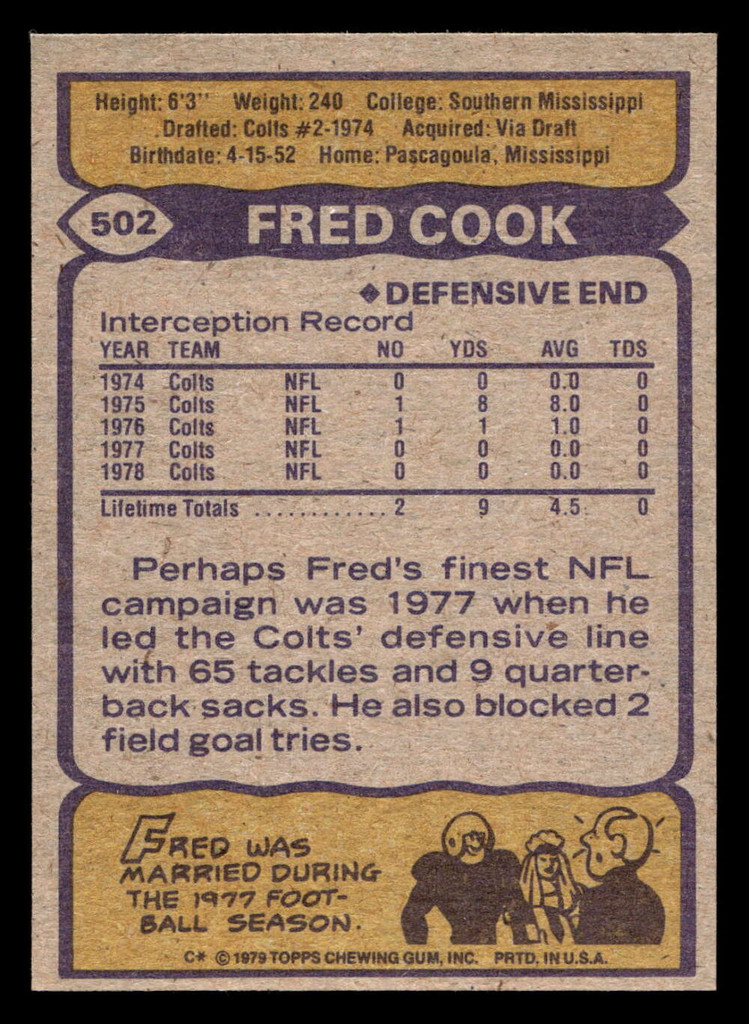 Height: 6'3" Weight: 240 College: Southern Mississippi
Drafted: Colts #2-1974 Acquired: Via Draft
Birthdate: 4-15-52 Home: Pascagoula, Mississippi
502 FRED COOK
◆DEFENSIVE END
Interception Record
YEAR TEAM NO YDS AVG TDS
1974 Colts NFL 0 0 0.0 0
1975 Colts NFL 1 8 8.0 0
1976 Colts NFL 1 1 1.0 0
1977 Colts NFL 0 0 0.0 0
1978 Colts NFL 0 0 0.0 0
Lifetime Totals ............ 2 9 4.5 0
Perhaps Fred's finest NFL
campaign was 1977 when he
led the Colts' defensive line
with 65 tackles and 9 quarter-
back sacks. He also blocked 2
field goal tries.
FRED WAS
MARRIED DURING
THE 1977 FOOT-
BALL SEASON.
C* © 1979 TOPPS CHEWING GUM, INC. PRTD. IN U.S.A.